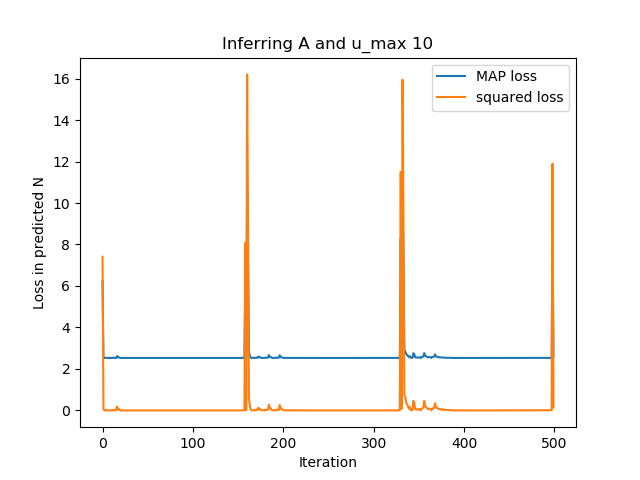 Inferring A and u_max 10
MAP loss
squared loss
16
14
12
10
8
6
4
2
0
Loss in predicted N
0 100 200 300 400 500
Iteration